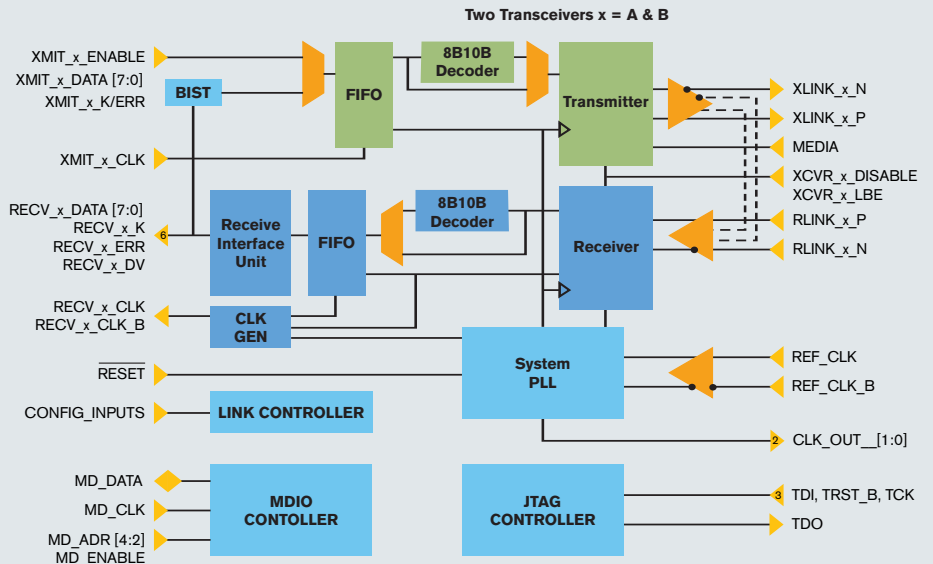 Two Transceivers x = A & B
XMIT_x_ENABLE
XMIT_x_DATA [7:0]
XMIT_x_K/ERR
BIST
XMIT_x_CLK
FIFO
8B10B
Decoder
Transmitter
XLINK_x_N
XLINK_x_P
MEDIA
XCVR_x_DISABLE
XCVR_x_LBE
RLINK_x_P
RLINK_x_N
RECV_x_DATA [7:0]
RECV_x_K
RECV_x_ERR
RECV_x_DV
6
Receive
Interface
Unit
FIFO
8B10B
Decoder
Receiver
RECV_x_CLK
RECV_x_CLK_B
CLK
GEN
RESET
System
PLL
REF_CLK
REF_CLK_B
CONFIG_INPUTS
LINK CONTROLLER
2
CLK_OUT__[1:0]
MD_DATA
MD_CLK
MD_ADR [4:2]
MD_ENABLE
MDIO
CONTOLLER
JTAG
CONTROLLER
3
TDI, TRST_B, TCK
TDO